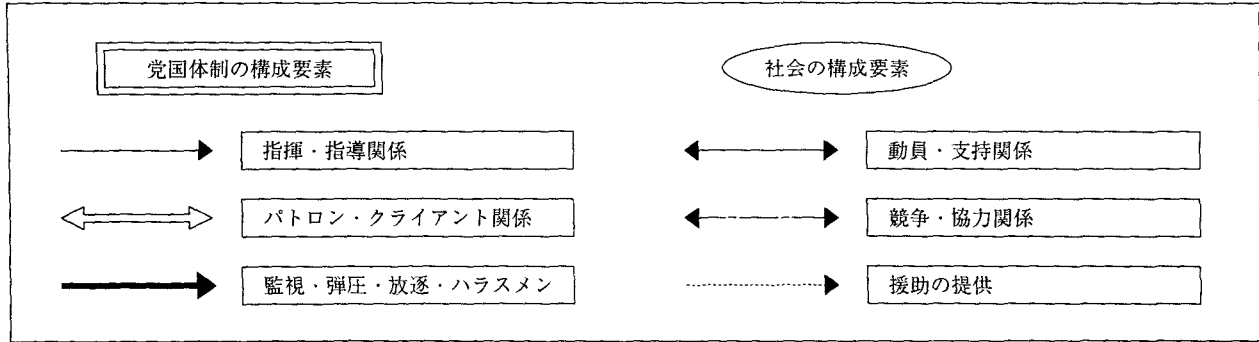 党国体制の構成要素
社会の構成要素
指揮・指導関係
動員・支持関係
パトロン・クライアント関係
競争・協力関係
監視・弾圧・放逐・ハラスメン
援助の提供